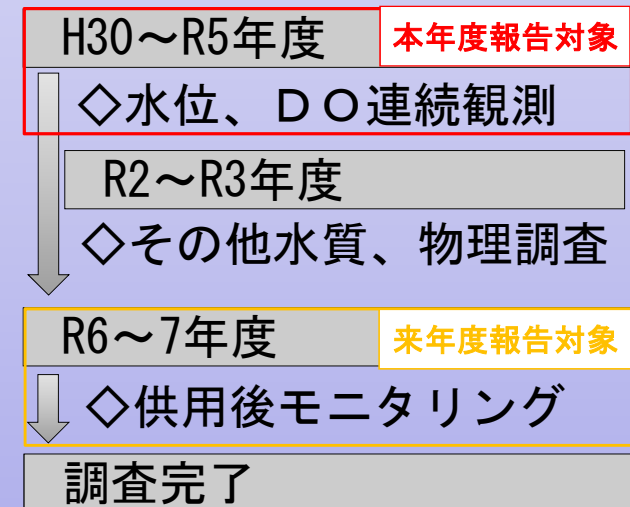 H30～R5年度
本年度報告対象
◇水位、ＤＯ連続観測
R2～R3年度
◇その他水質、物理調査
R6～7年度
来年度報告対象
◇供用後モニタリング
調査完了